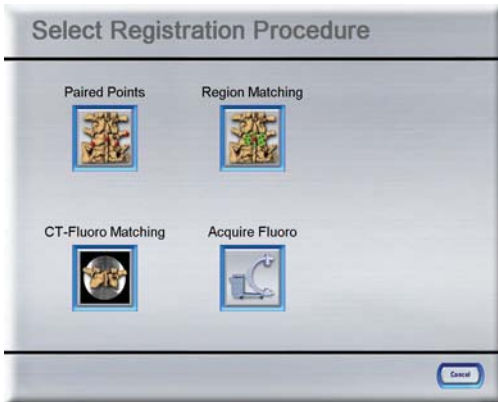 Select Registration Procedure
Paired Points
Region Matching
CT-Fluoro Matching
Acquire Fluoro
Cancel